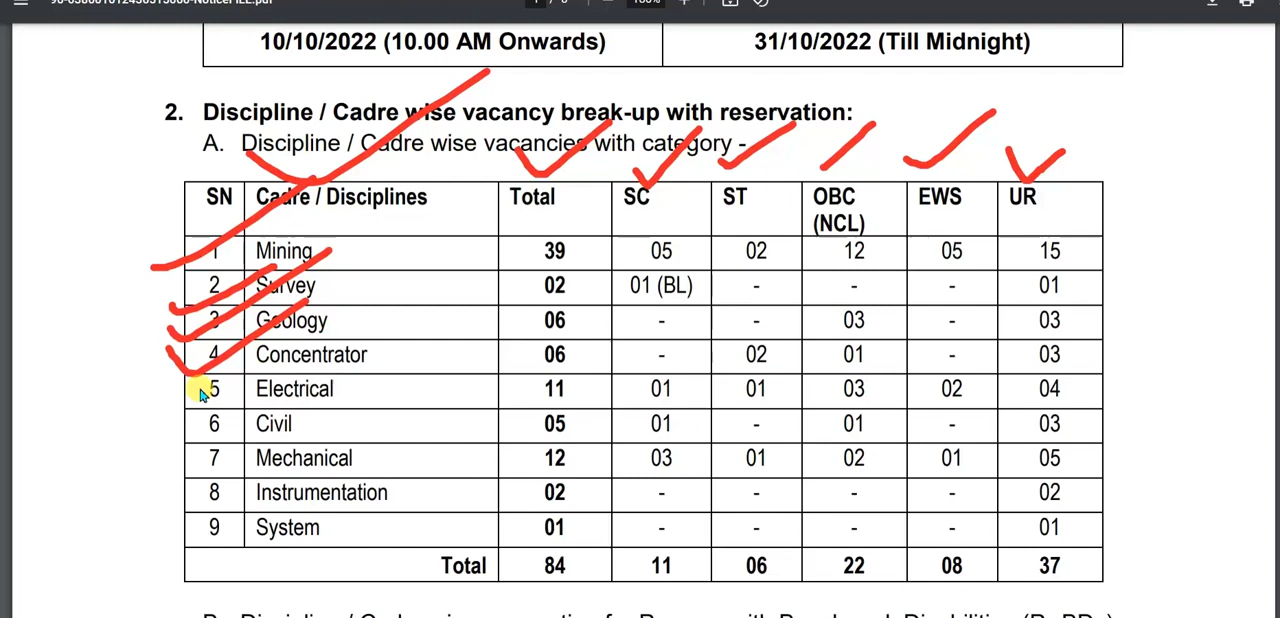 10/10/2022 (10.00 AM Onwards) 31/10/2022 (Till Midnight)
2. Discipline / Cadre wise vacancy break-up with reservation:
A. Discipline / Cadre wise vacancies with category -
SN Cadre / Disciplines Total SC ST OBC (NCL) EWS UR
1 Mining 39 05 02 12 05 15
2 Survey 02 01 (BL) - - - 01
3 Geology 06 - - 03 - 03
4 Concentrator 06 - 02 01 - 03
5 Electrical 11 01 01 03 02 04
6 Civil 05 01 - 01 - 03
7 Mechanical 12 03 01 02 01 05
8 Instrumentation 02 - - - - 02
9 System 01 - - - - 01
Total 84 11 06 22 08 37